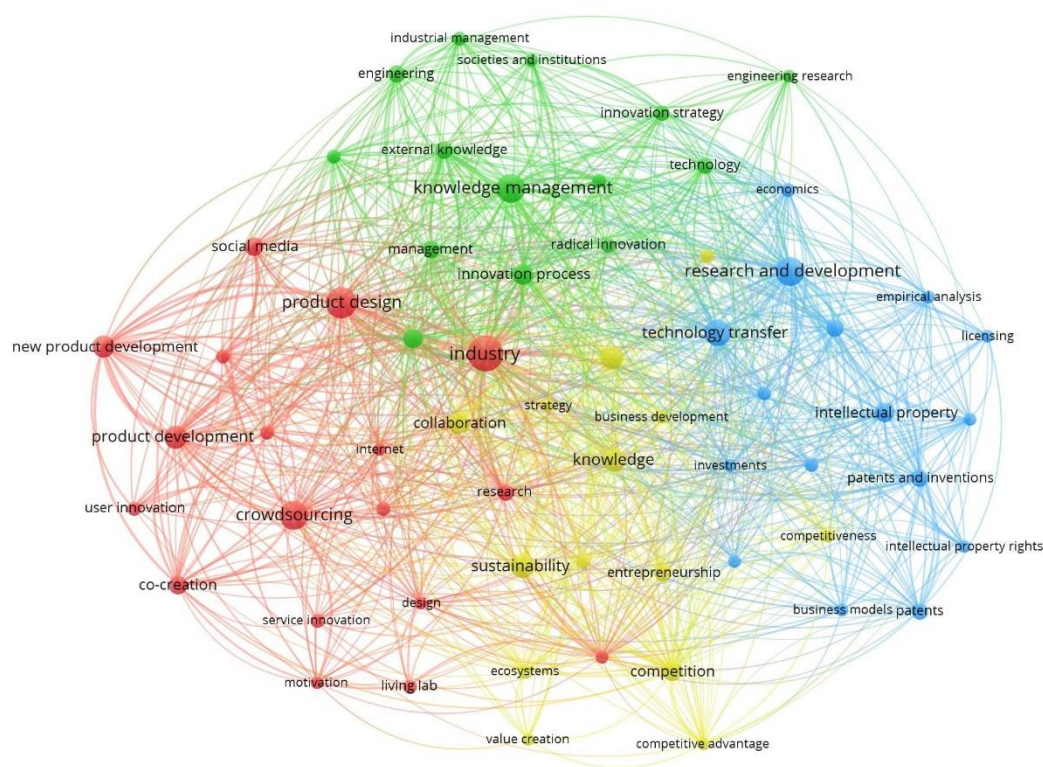 industrial management
societies and institutions
engineering
engineering research
innovation strategy
external knowledge
technology
knowledge management
economics
social media
management
radical innovation
innovation process
research and development
product design
empirical analysis
technology transfer
licensing
new product development
industry
strategy
collaboration
business development
intellectual property
product development
internet
knowledge
investments
patents and inventions
research
user innovation
crowdsourcing
competitiveness
intellectual property rights
sustainability
entrepreneurship
co-creation
design
business models
patents
service innovation
ecosystems
competition
motivation
living lab
value creation
competitive advantage